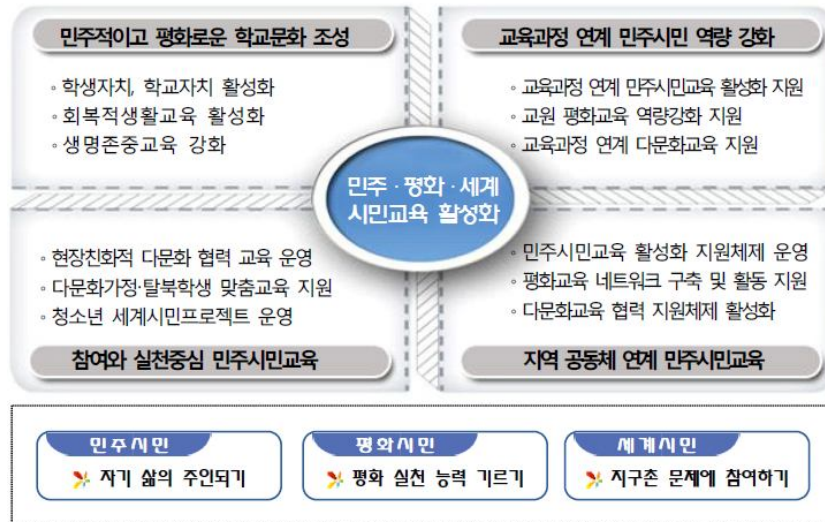 민주적이고 평화로운 학교문화 조성
◦ 학생자치, 학교자치 활성화
◦ 회복적생활교육 활성화
◦ 생명존중교육 강화
교육과정 연계 민주시민 역량 강화
◦ 교육과정 연계 민주시민교육 활성화 지원
◦ 교원 평화교육 역량강화 지원
◦ 교육과정 연계 다문화교육 지원
민주 · 평화 · 세계
시민교육 활성화
◦ 현장친화적 다문화 협력 교육 운영
◦ 다문화가정·탈북학생 맞춤교육 지원
◦ 청소년 세계시민프로젝트 운영
참여와 실천중심 민주시민교육
◦ 민주시민교육 활성화 지원체제 운영
◦ 평화교육 네트워크 구축 및 활동 지원
◦ 다문화교육 협력 지원체제 활성화
지역 공동체 연계 민주시민교육
민주시민
자기 삶의 주인되기
평화시민
평화 실천 능력 기르기
세계시민
지구촌 문제에 참여하기